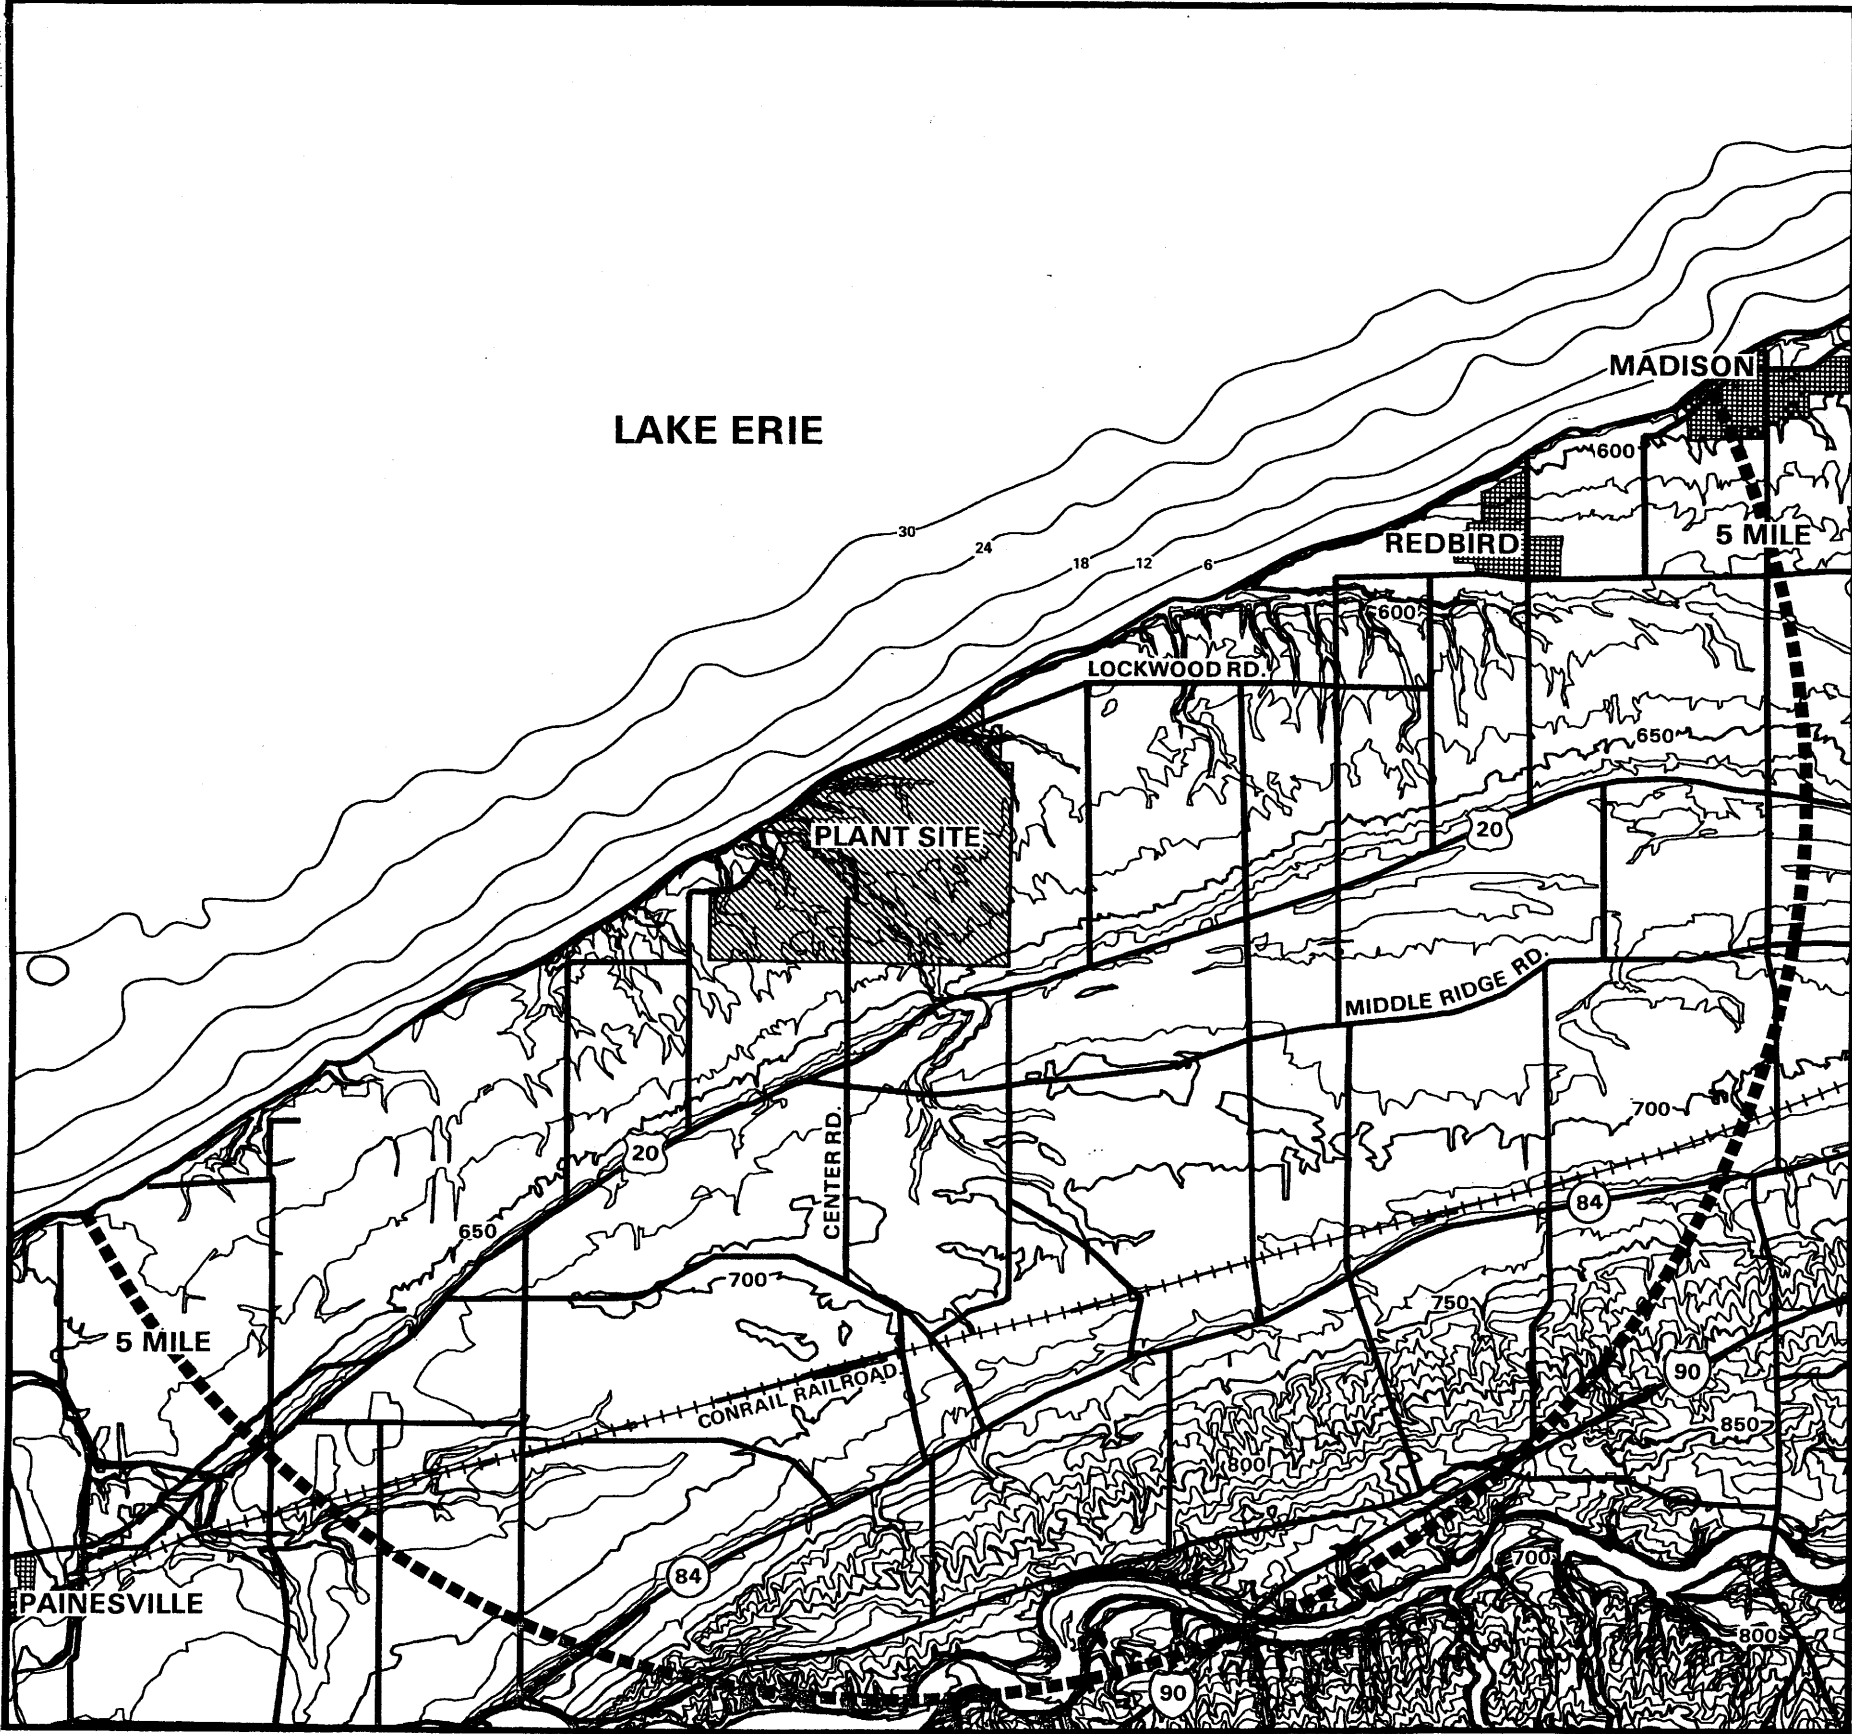 MADISON
LAKE ERIE
600
30
5 MILE
24
REDBIRD
18
12
6
600
LOCKWOOD RD.
650
20
PLANT SITE
MIDDLE RIDGE RD.
700
CENTER RD.
20
84
650
700
750
5 MILE
90
CONRAIL RAILROAD
850
800
700
84
PAINESVILLE
800
90